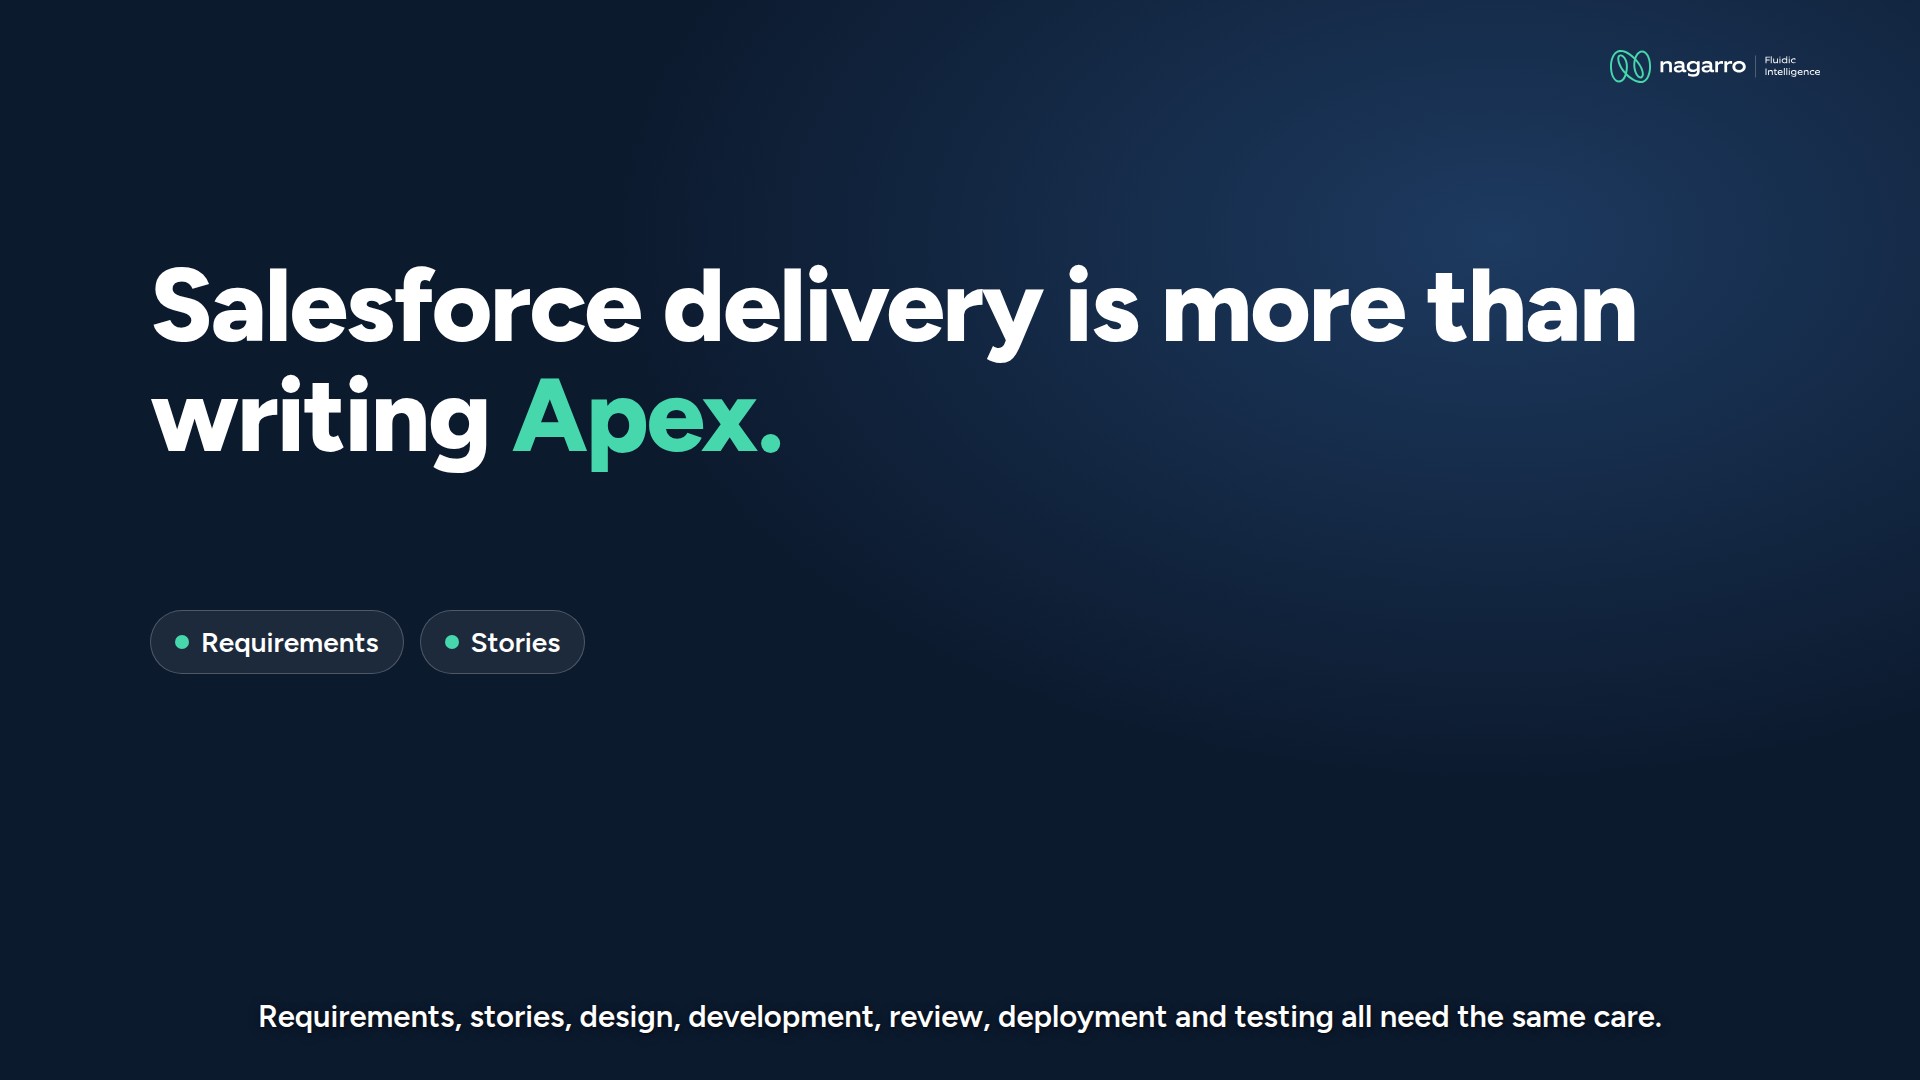 nagarro
Fluidic
Intelligence
Salesforce delivery is more than
writing Apex.
Requirements
Stories
Requirements, stories, design, development, review, deployment and testing all need the same care.